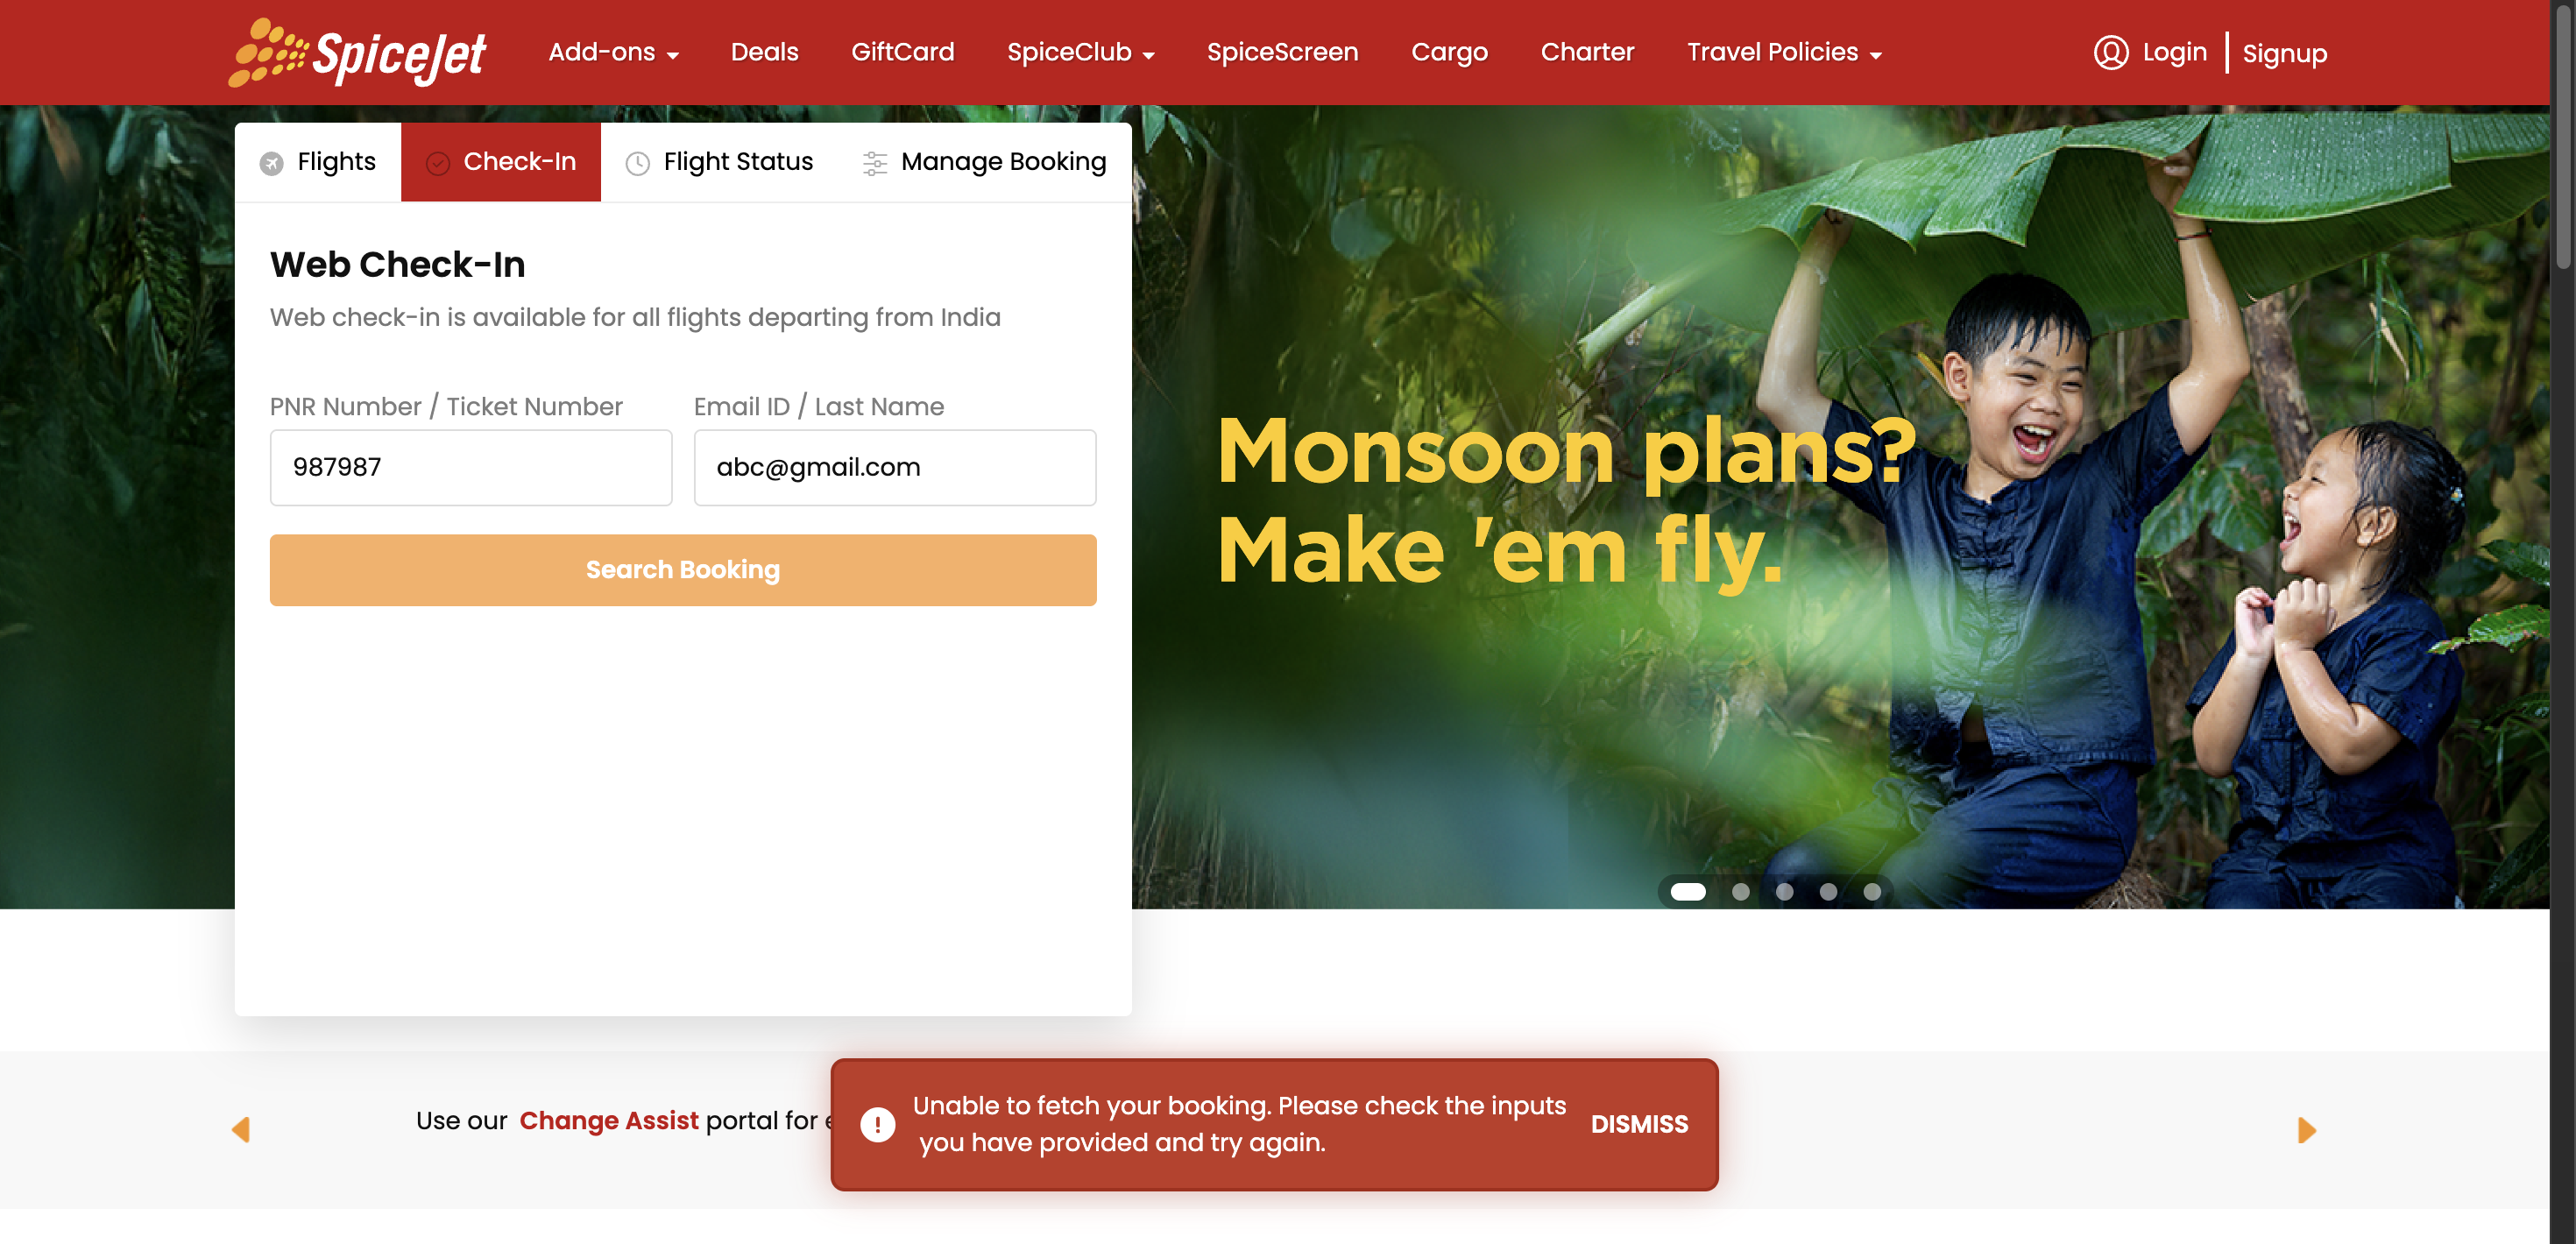 SpiceJet
Add-ons
Deals
GiftCard
SpiceClub
SpiceScreen
Cargo
Charter
Travel Policies
Login
Signup
Flights
Check-In
Flight Status
Manage Booking
Web Check-In
Web check-in is available for all flights departing from India
PNR Number / Ticket Number
Email ID / Last Name
987987
abc@gmail.com
Search Booking
Monsoon plans?
Make 'em fly.
Use our Change Assist portal for
Unable to fetch your booking. Please check the inputs
you have provided and try again.
DISMISS